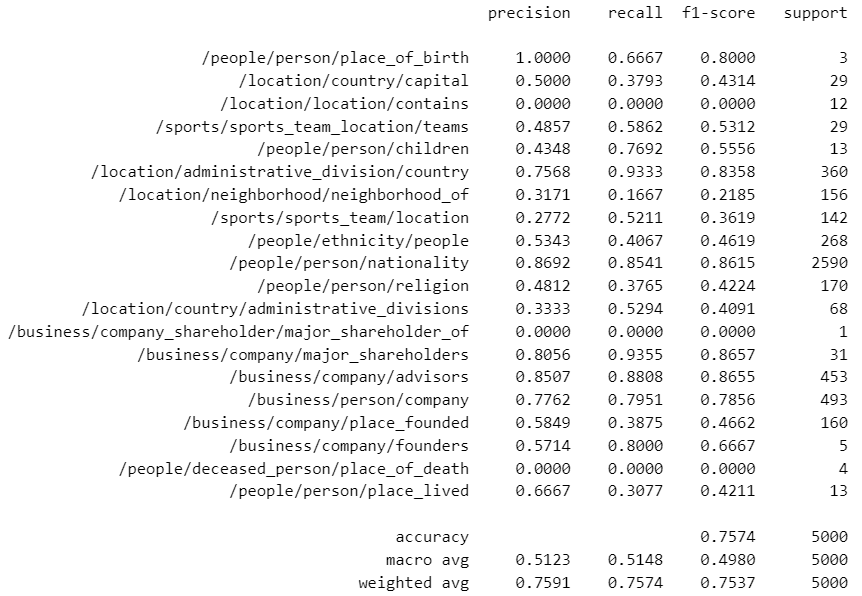 precision recall f1-score support
/people/person/place_of_birth 1.0000 0.6667 0.8000 3
/location/country/capital 0.5000 0.3793 0.4314 29
/location/location/contains 0.0000 0.0000 0.0000 12
/sports/sports_team_location/teams 0.4857 0.5862 0.5312 29
/people/person/children 0.4348 0.7692 0.5556 13
/location/administrative_division/country 0.7568 0.9333 0.8358 360
/location/neighborhood/neighborhood_of 0.3171 0.1667 0.2185 156
/sports/sports_team/location 0.2772 0.5211 0.3619 142
/people/ethnicity/people 0.5343 0.4067 0.4619 268
/people/person/nationality 0.8692 0.8541 0.8615 2590
/people/person/religion 0.4812 0.3765 0.4224 170
/location/country/administrative_divisions 0.3333 0.5294 0.4091 68
/business/company_shareholder/major_shareholder_of 0.0000 0.0000 0.0000 1
/business/company/major_shareholders 0.8056 0.9355 0.8657 31
/business/company/advisors 0.8507 0.8808 0.8655 453
/business/person/company 0.7762 0.7951 0.7856 493
/business/company/place_founded 0.5849 0.3875 0.4662 160
/business/company/founders 0.5714 0.8000 0.6667 5
/people/deceased_person/place_of_death 0.0000 0.0000 0.0000 4
/people/person/place_lived 0.6667 0.3077 0.4211 13
accuracy 0.7574 5000
macro avg 0.5123 0.5148 0.4980 5000
weighted avg 0.7591 0.7574 0.7537 5000